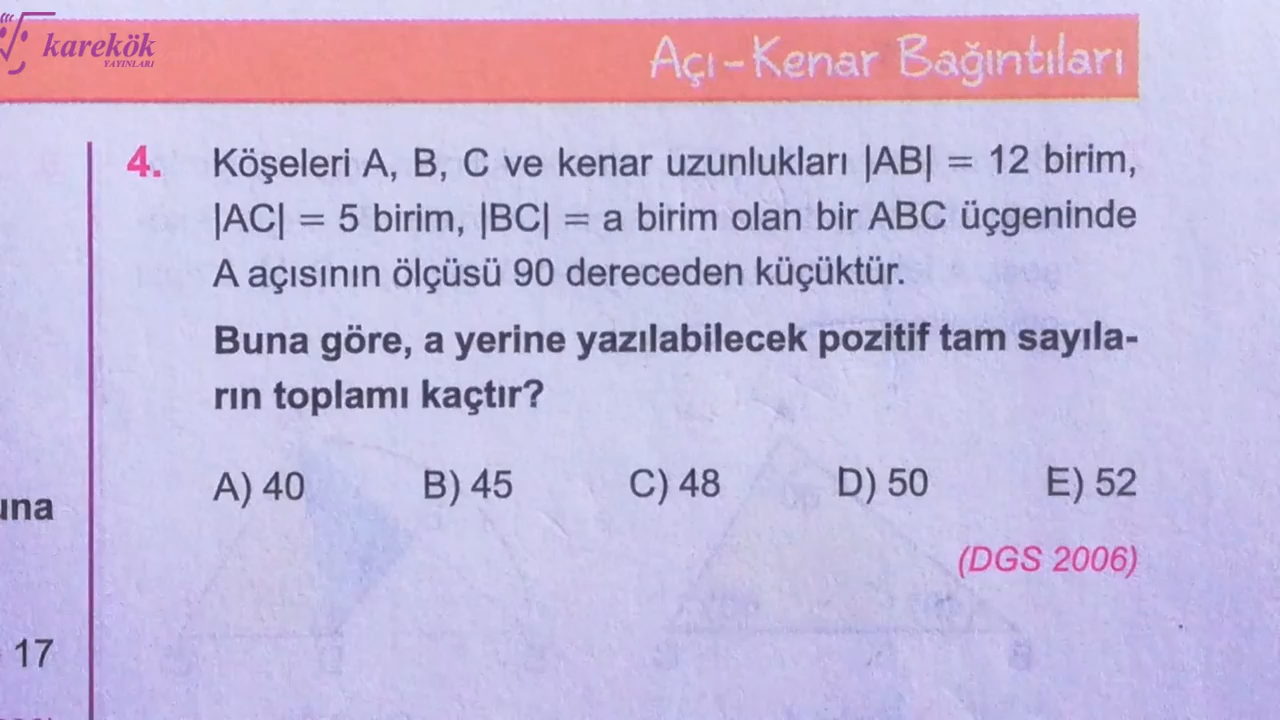 karekök
YAYINLARI
Açı-Kenar Bağıntıları
4. Köşeleri A, B, C ve kenar uzunlukları |AB| = 12 birim,
|AC| = 5 birim, |BC| = a birim olan bir ABC üçgeninde
A açısının ölçüsü 90 dereceden küçüktür.
Buna göre, a yerine yazılabilecek pozitif tam sayıla-
rın toplamı kaçtır?
A) 40 B) 45 C) 48 D) 50 E) 52
(DGS 2006)
una
17